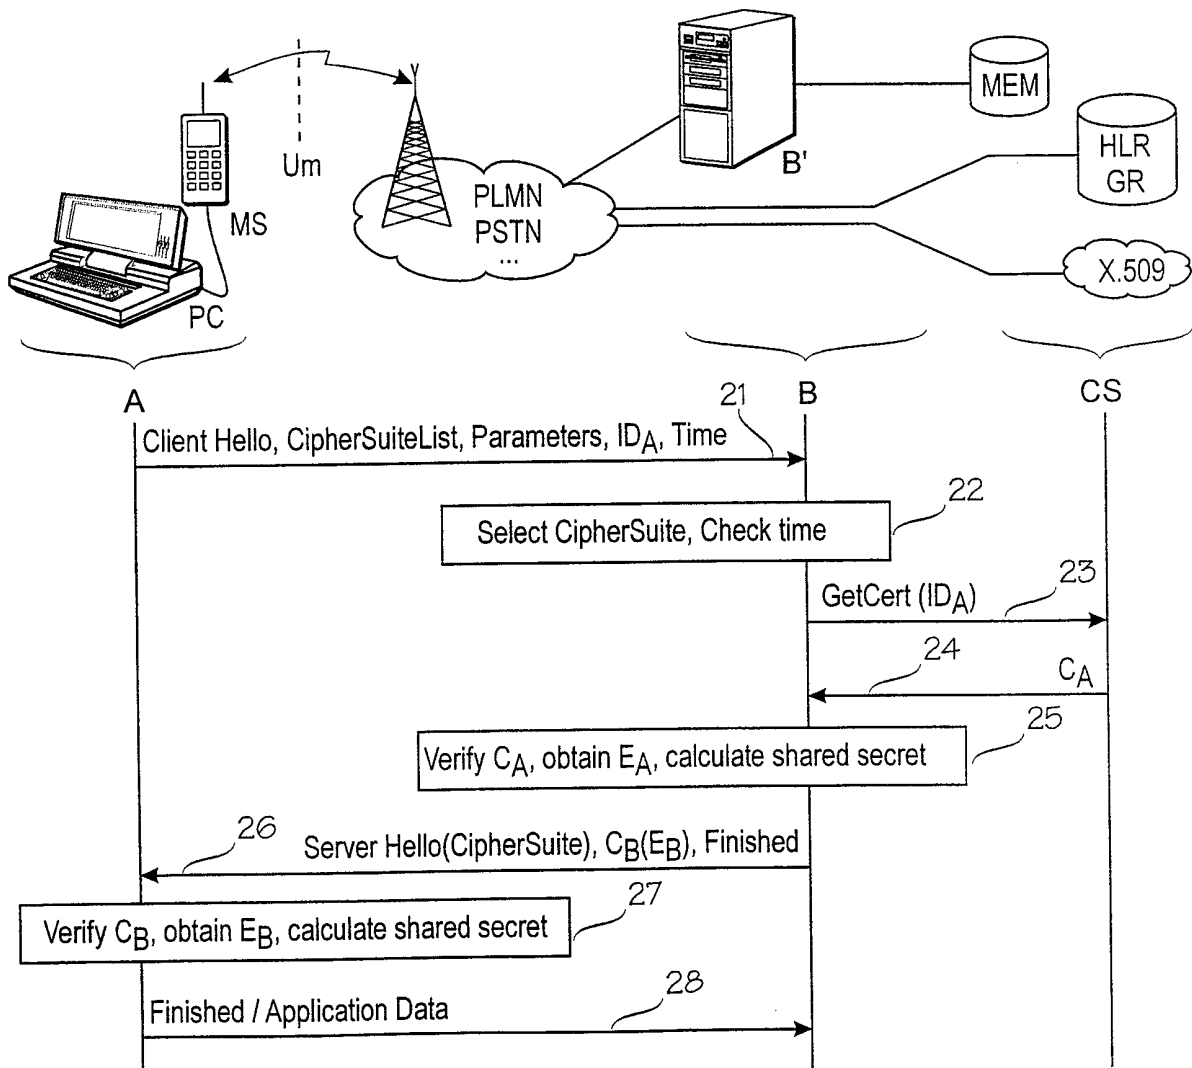 MEM
B'
HLR
GR
Um
PLMN
PSTN
...
MS
X.509
PC
A
B
CS
21
Client Hello, CipherSuiteList, Parameters, IDA, Time
22
Select CipherSuite, Check time
23
GetCert (IDA)
24
CA
25
Verify CA, obtain EA, calculate shared secret
26
Server Hello(CipherSuite), CB(EB), Finished
27
Verify CB, obtain EB, calculate shared secret
28
Finished / Application Data